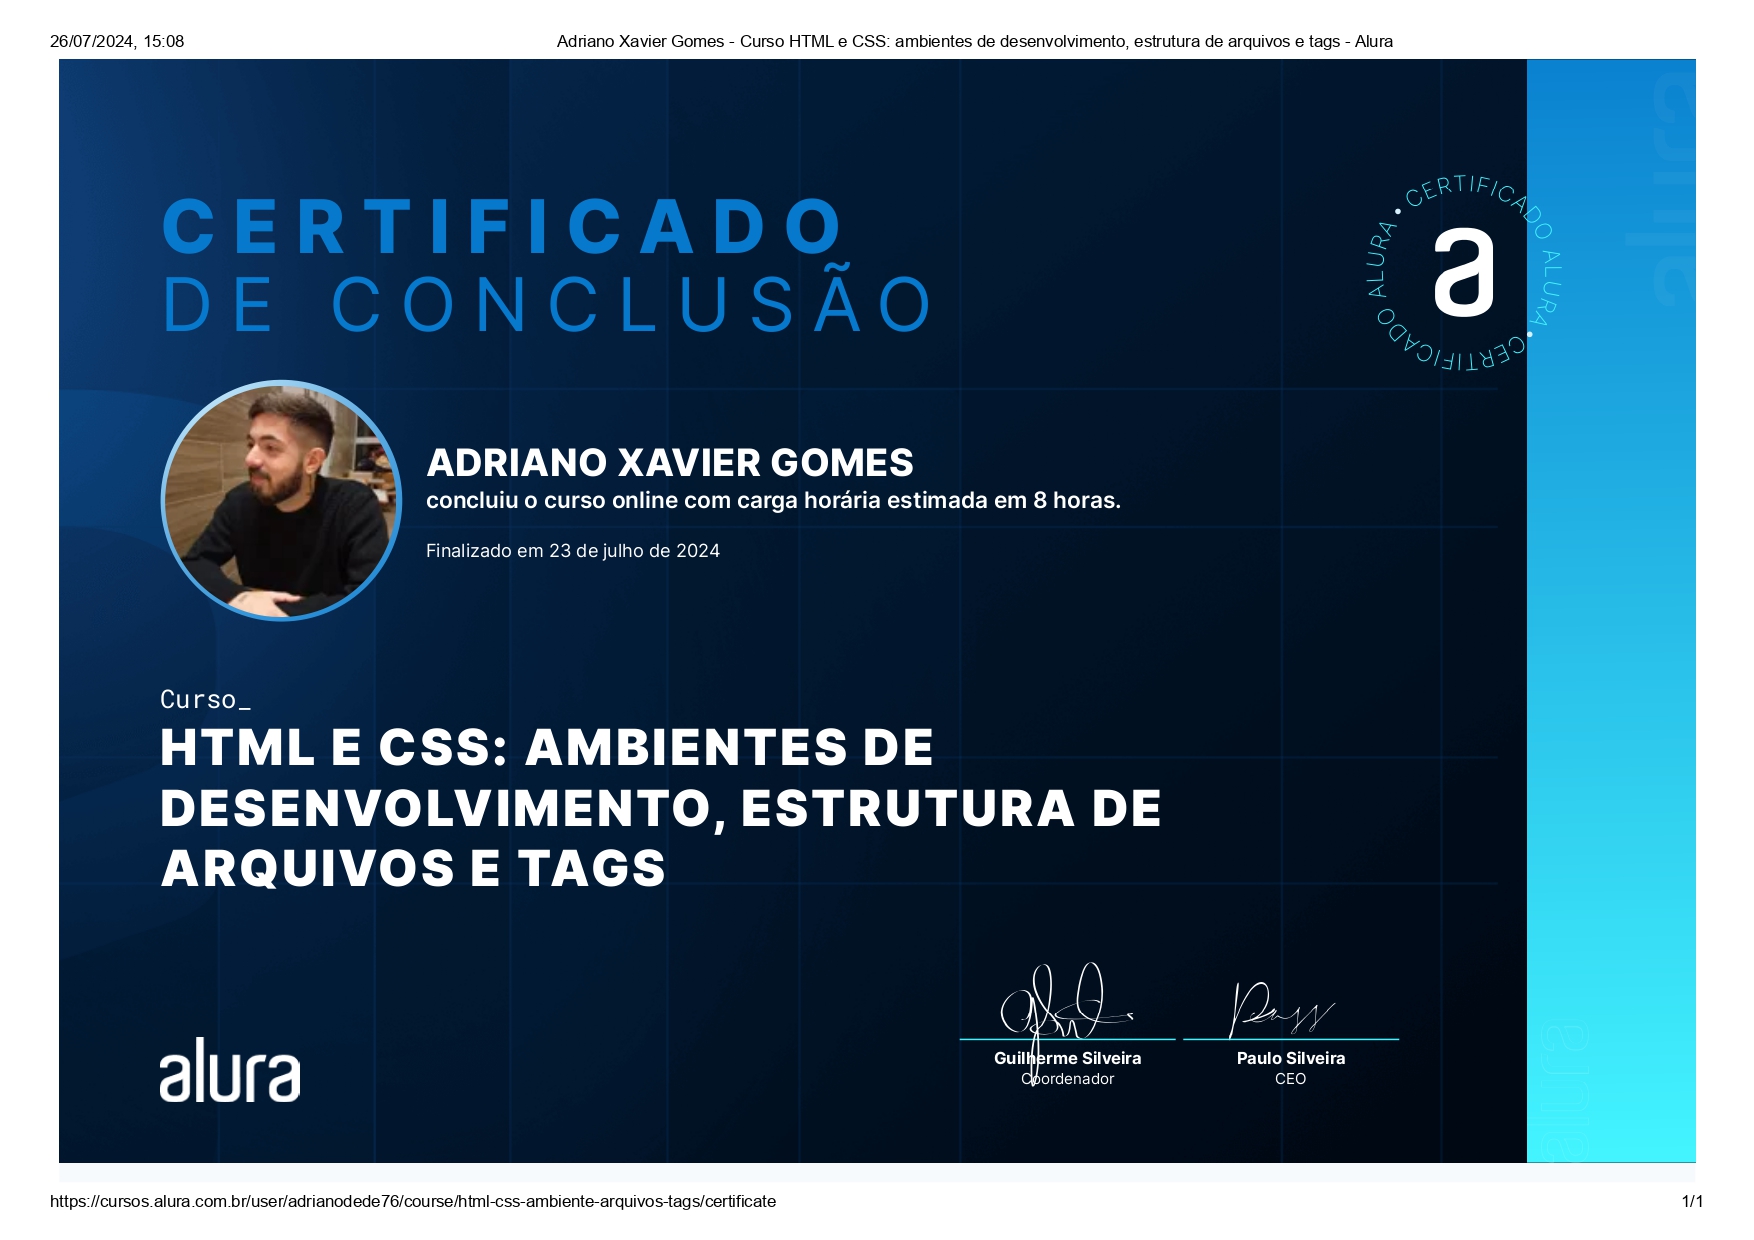 26/07/2024, 15:08
Adriano Xavier Gomes - Curso HTML e CSS: ambientes de desenvolvimento, estrutura de arquivos e tags - Alura
CERTIFICADO
DE CONCLUSÃO
CERTIFICADO ALURA • CERTIFICADO ALURA •
a
alura
ADRIANO XAVIER GOMES
concluiu o curso online com carga horária estimada em 8 horas.
Finalizado em 23 de julho de 2024
Curso_
HTML E CSS: AMBIENTES DE
DESENVOLVIMENTO, ESTRUTURA DE
ARQUIVOS E TAGS
Guilherme Silveira
Coordenador
Paulo Silveira
CEO
alura
alura
https://cursos.alura.com.br/user/adrianodede76/course/html-css-ambiente-arquivos-tags/certificate
1/1